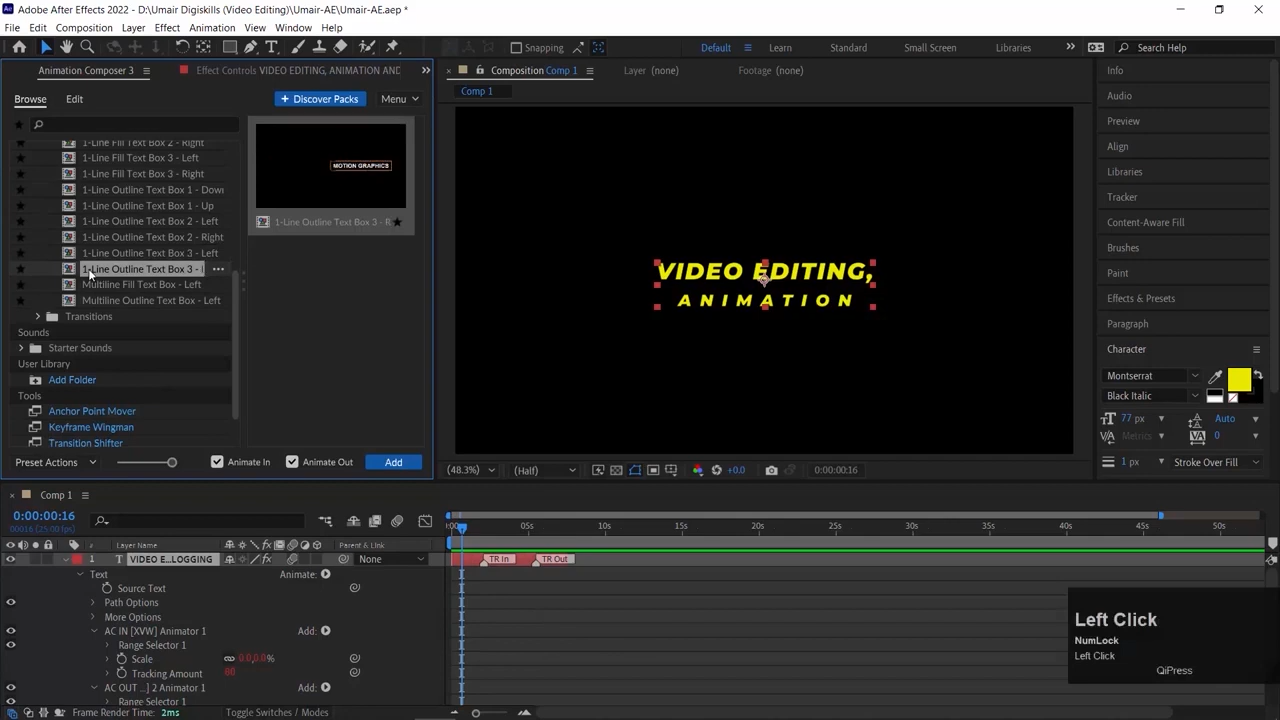 Adobe After Effects 2022 - D:\Umair Digiskills (Video Editing)\Umair-AE\Umair-AE.aep *
File Edit Composition Layer Effect Animation View Window Help
Snapping Default Learn Standard Small Screen Libraries Search Help
Animation Composer 3 Effect Controls VIDEO EDITING, ANIMATION AND Composition Comp 1 Layer (none) Footage (none) Info
Browse Edit + Discover Packs Menu Comp 1 Audio
Preview
1-Line Fill Text Box 2 - Right
1-Line Fill Text Box 3 - Left
1-Line Fill Text Box 3 - Right
1-Line Outline Text Box 1 - Down
1-Line Outline Text Box 1 - Up
1-Line Outline Text Box 2 - Left
1-Line Outline Text Box 2 - Right
1-Line Outline Text Box 3 - Left
1-Line Outline Text Box 3 -
Multiline Fill Text Box - Left
Multiline Outline Text Box - Left
Transitions
Sounds
Starter Sounds
User Library
Add Folder
Tools
Anchor Point Mover
Keyframe Wingman
Transition Shifter
MOTION GRAPHICS
1-Line Outline Text Box 3 - R
Preset Actions Animate In Animate Out Add
VIDEO EDITING,
ANIMATION
(48.3%) (Half) +0.0 0:00:00:16
Align
Libraries
Tracker
Content-Aware Fill
Brushes
Paint
Effects & Presets
Paragraph
Character
Montserrat
Black Italic
77 px Auto
Metrics 0
1 px Stroke Over Fill
Comp 1
0:00:00:16
00016 (25.00 fps)
05s 10s 15s 20s 25s 30s 35s 40s 45s 50s
# Layer Name Parent & Link
1 T VIDEO E...LOGGING None TR In TR Out
Text Animate:
Source Text
Path Options
More Options
AC IN [XVW] Animator 1 Add:
Range Selector 1
Scale 0.0,0.0%
Tracking Amount 80
AC OUT ...] 2 Animator 1 Add:
Range Selector 1
Frame Render Time: 2ms Toggle Switches / Modes
Left Click
NumLock
Left Click
QiPress